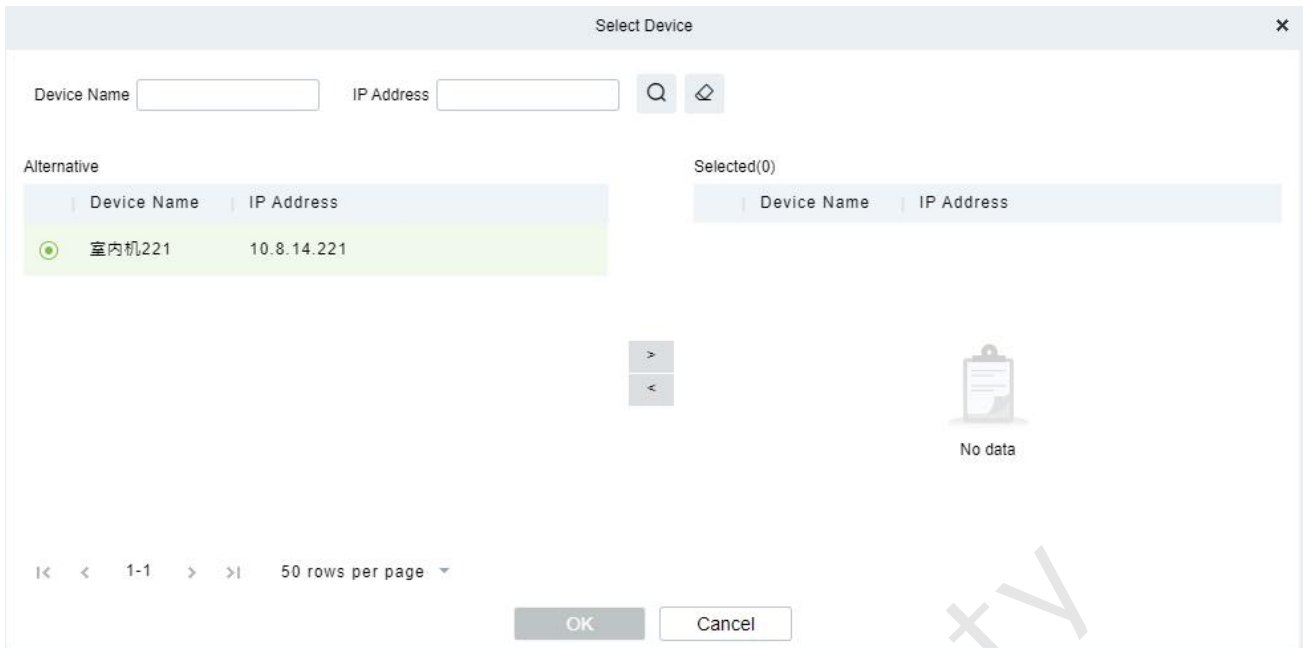 Select Device
Device Name IP Address
Alternative Selected(0)
Device Name IP Address Device Name IP Address
室内机221 10.8.14.221
>
<
No data
|< < 1-1 > >| 50 rows per page
OK Cancel
ty